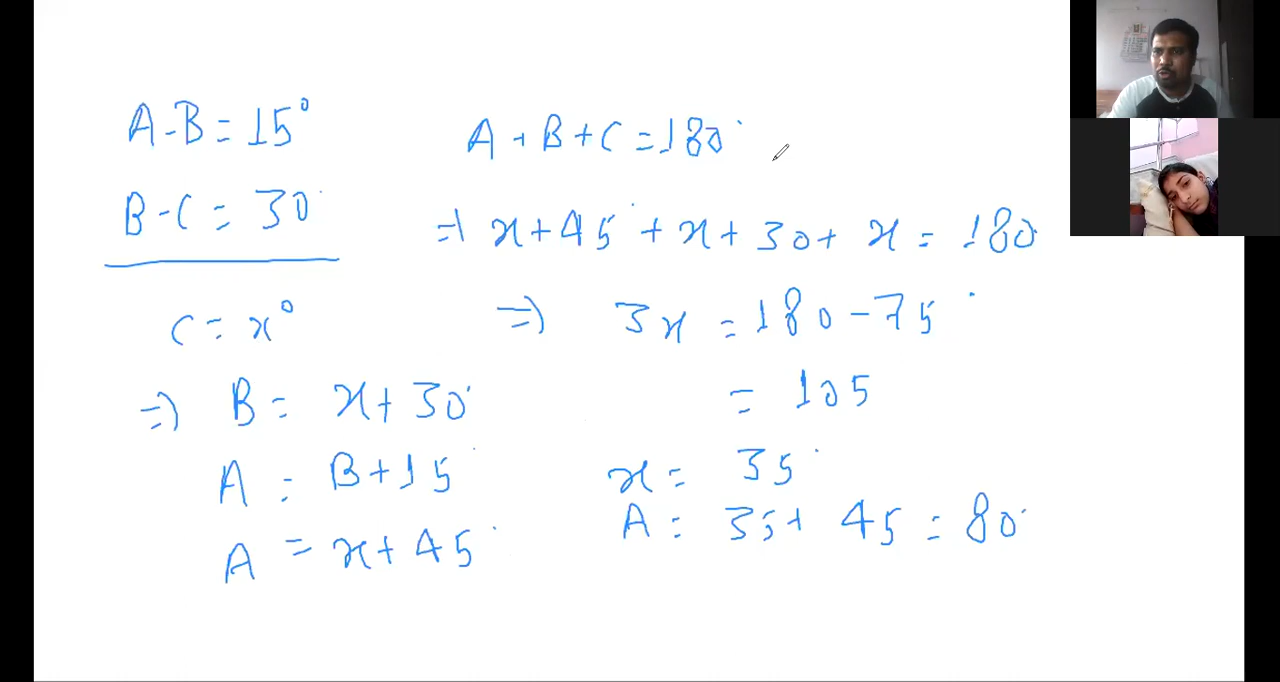 A-B=15°
B-C=30°
C=x°
⇒ B=x+30°
A=B+15°
A=x+45°
A+B+C=180°
⇒ x+45°+x+30+x=180
⇒ 3x=180-75°
=105
x=35°
A=35+45=80°